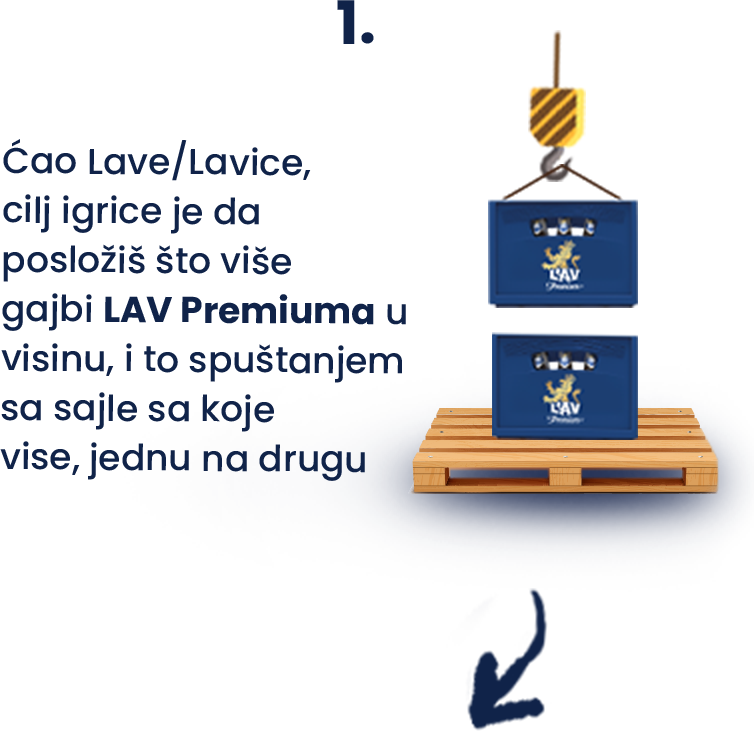 1.
Ćao Lave/Lavice,
cilj igrice je da
posložiš što više
gajbi LAV Premiuma u
visinu, i to spuštanjem
sa sajle sa koje
vise, jednu na drugu
LAV
Premium
LAV
Premium